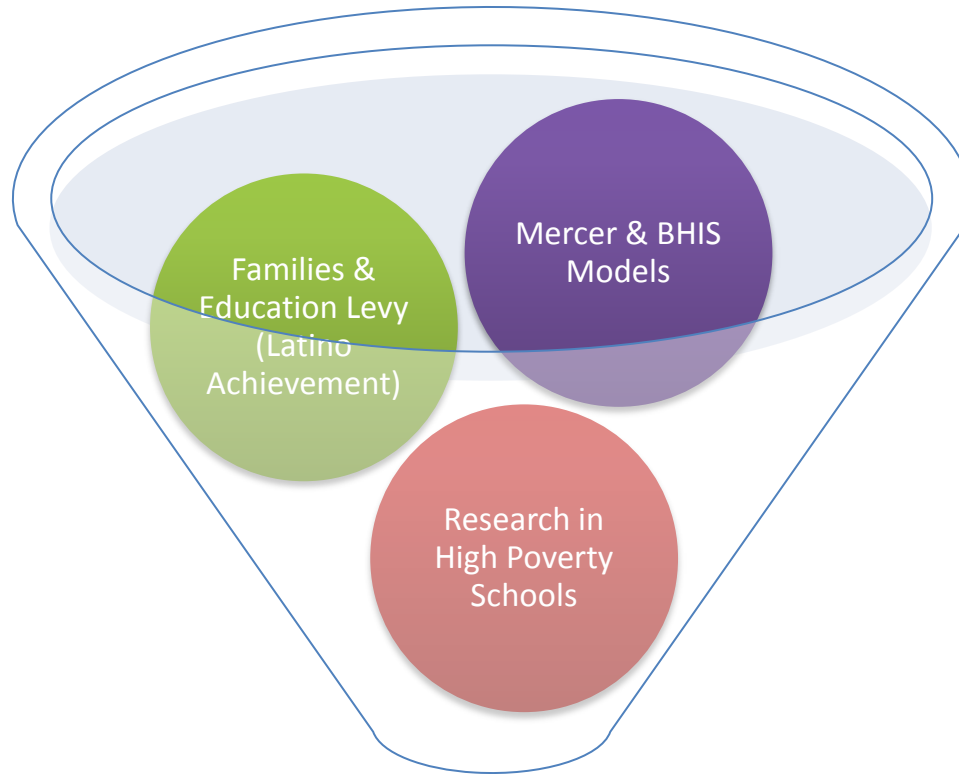 Mercer & BHIS
Models
Families &
Education Levy
(Latino
Achievement)
Research in
High Poverty
Schools